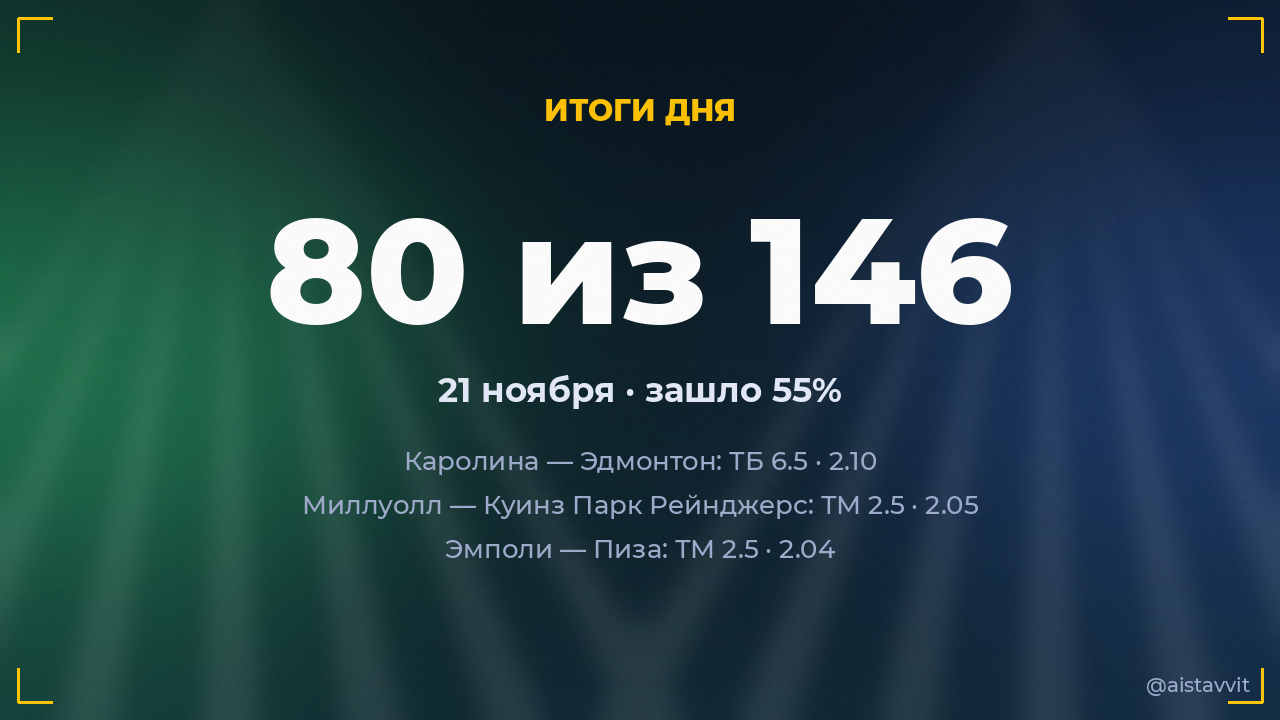 ИТОГИ ДНЯ
80 из 146
21 ноября · зашло 55%
Каролина — Эдмонтон: ТБ 6.5 · 2.10
Миллуолл — Куинз Парк Рейнджерс: ТМ 2.5 · 2.05
Эмполи — Пиза: ТМ 2.5 · 2.04
@aistavvit